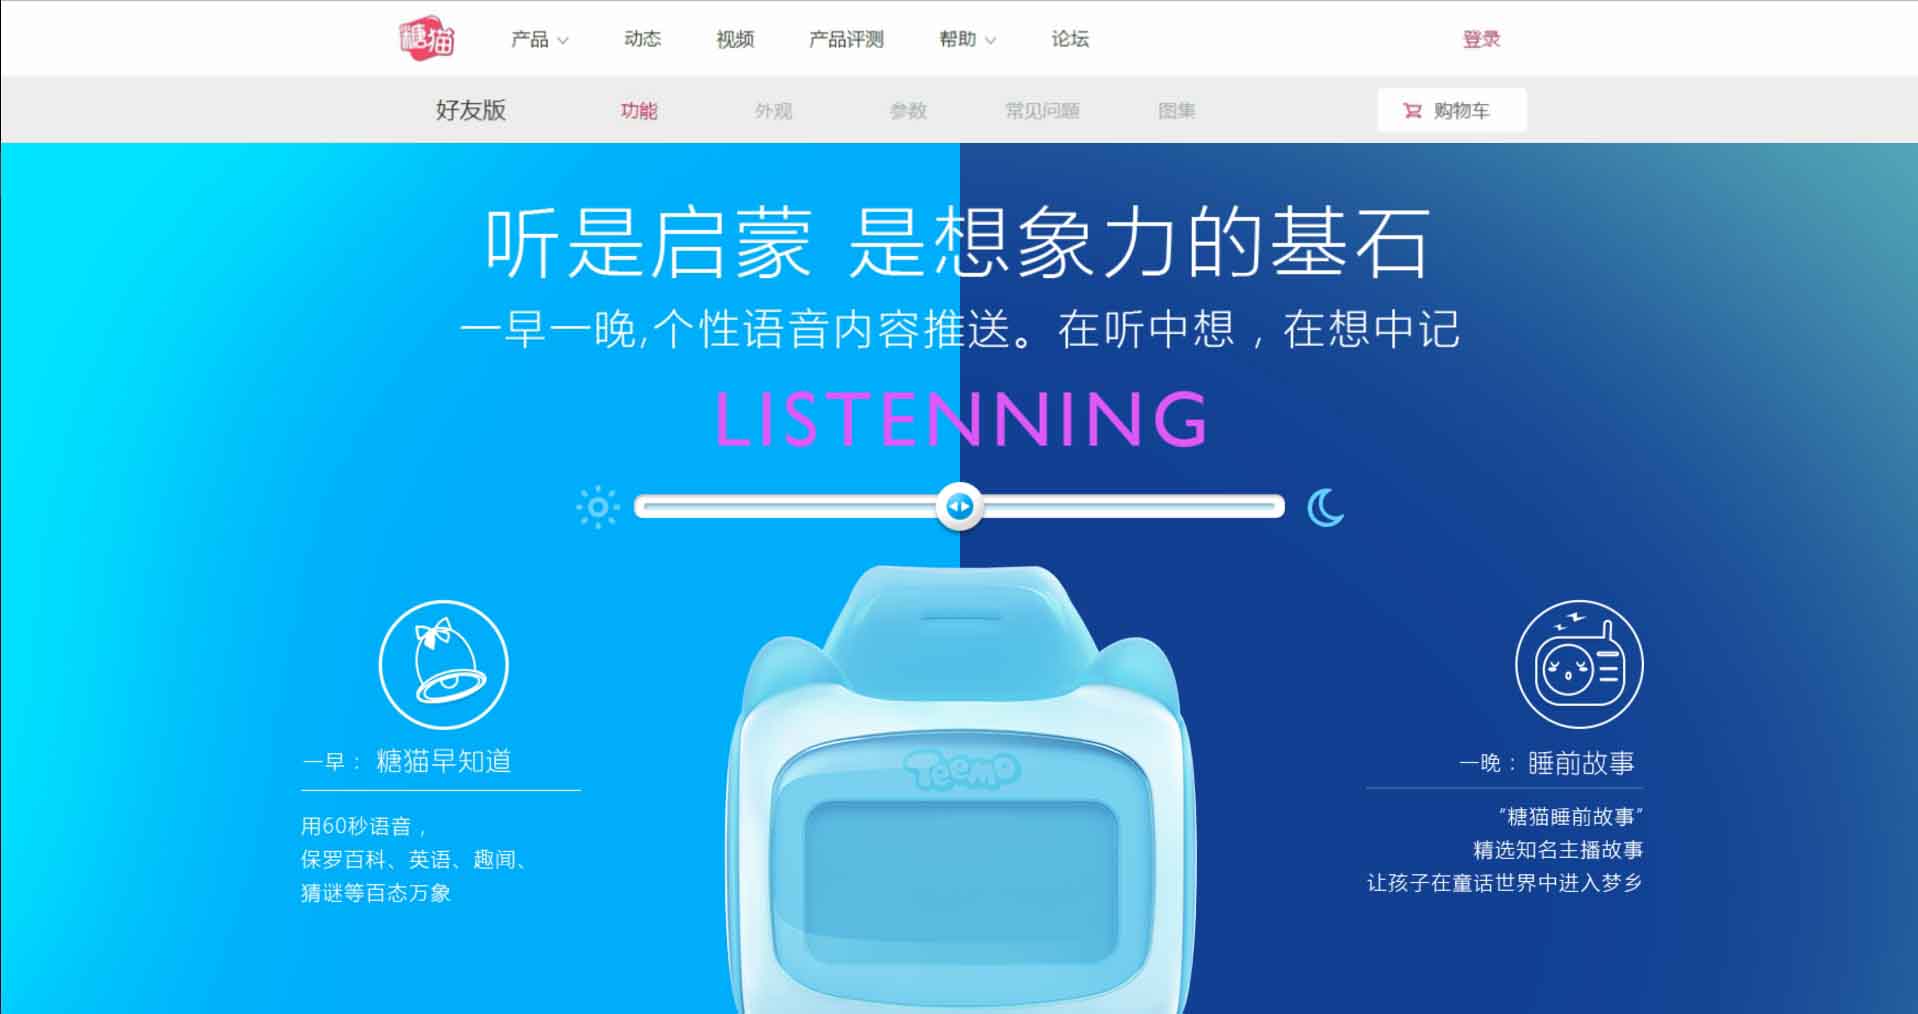 糖猫
产品 动态 视频 产品评测 帮助 论坛 登录
好友版 功能 外观 参数 常见问题 图集 购物车
听是启蒙 是想象力的基石
一早一晚,个性语音内容推送。在听中想，在想中记
LISTENNING
Teemo
一早： 糖猫早知道
用60秒语音，
保罗百科、英语、趣闻、
猜谜等百态万象
一晚： 睡前故事
“糖猫睡前故事”
精选知名主播故事
让孩子在童话世界中进入梦乡